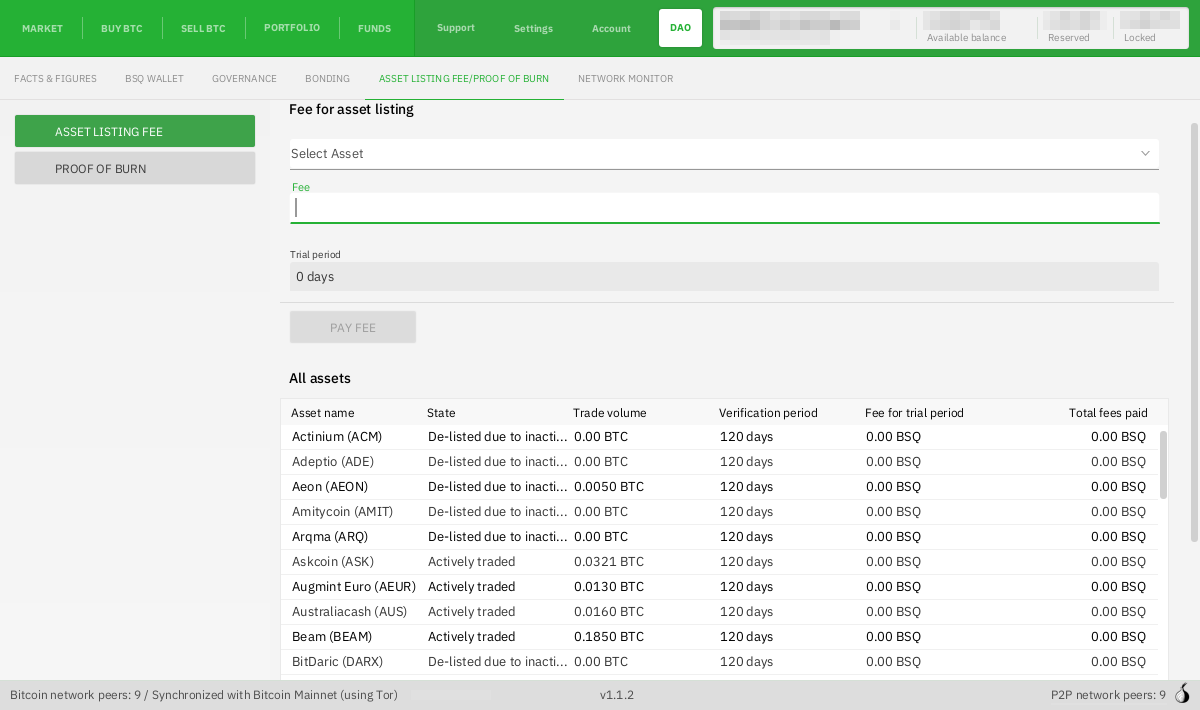 MARKET BUY BTC SELL BTC PORTFOLIO FUNDS Support Settings Account DAO
Available balance Reserved Locked
FACTS & FIGURES BSQ WALLET GOVERNANCE BONDING ASSET LISTING FEE/PROOF OF BURN NETWORK MONITOR
ASSET LISTING FEE
PROOF OF BURN
Fee for asset listing
Select Asset
Fee
Trial period
0 days
PAY FEE
All assets
Asset name State Trade volume Verification period Fee for trial period Total fees paid
Actinium (ACM) De-listed due to inacti... 0.00 BTC 120 days 0.00 BSQ 0.00 BSQ
Adeptio (ADE) De-listed due to inacti... 0.00 BTC 120 days 0.00 BSQ 0.00 BSQ
Aeon (AEON) De-listed due to inacti... 0.0050 BTC 120 days 0.00 BSQ 0.00 BSQ
Amitycoin (AMIT) De-listed due to inacti... 0.00 BTC 120 days 0.00 BSQ 0.00 BSQ
Arqma (ARQ) De-listed due to inacti... 0.00 BTC 120 days 0.00 BSQ 0.00 BSQ
Askcoin (ASK) Actively traded 0.0321 BTC 120 days 0.00 BSQ 0.00 BSQ
Augmint Euro (AEUR) Actively traded 0.0130 BTC 120 days 0.00 BSQ 0.00 BSQ
Australiacash (AUS) Actively traded 0.0160 BTC 120 days 0.00 BSQ 0.00 BSQ
Beam (BEAM) Actively traded 0.1850 BTC 120 days 0.00 BSQ 0.00 BSQ
BitDaric (DARX) De-listed due to inacti... 0.00 BTC 120 days 0.00 BSQ 0.00 BSQ
Bitcoin network peers: 9 / Synchronized with Bitcoin Mainnet (using Tor) v1.1.2 P2P network peers: 9